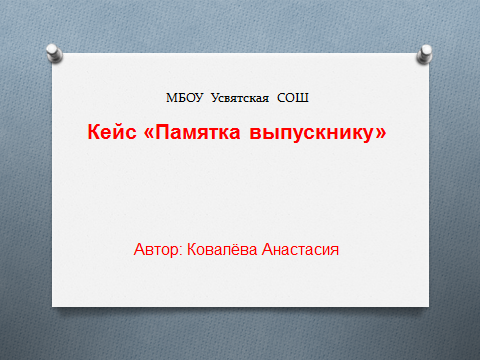 МБОУ Усвятская СОШ
Кейс «Памятка выпускнику»
Автор: Ковалёва Анастасия